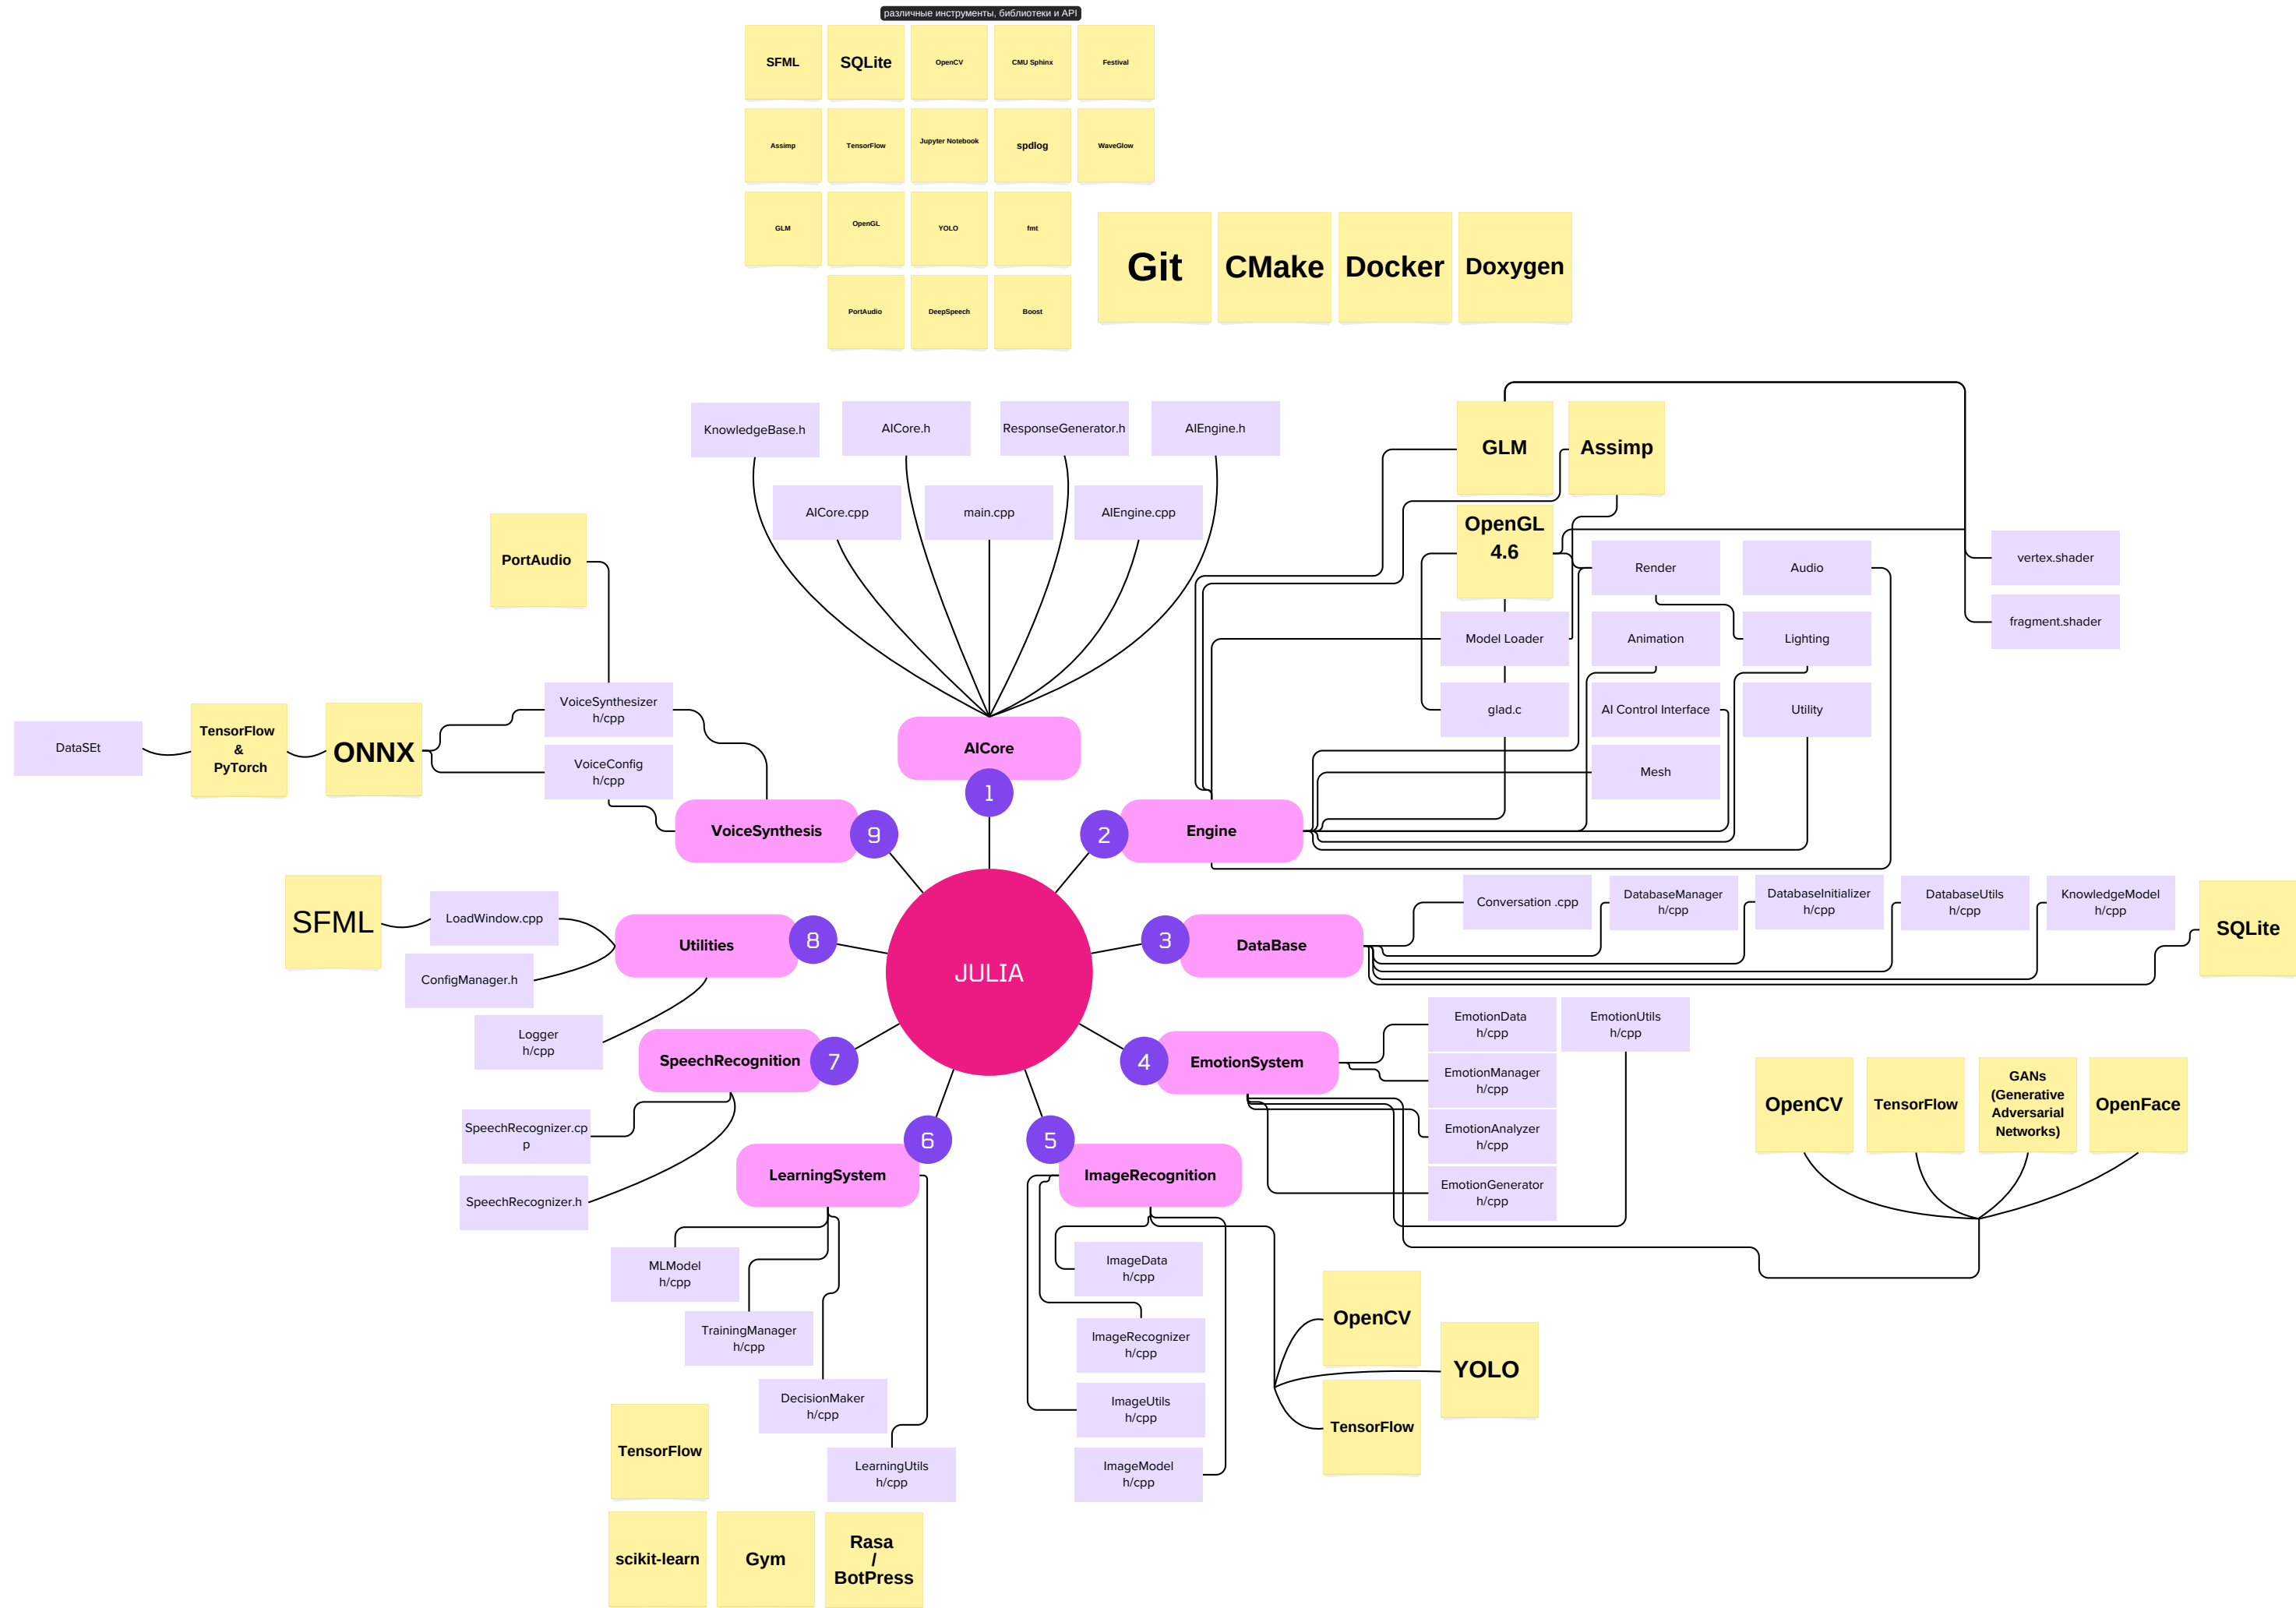 различные инструменты, библиотеки и API
SFML
SQLite
OpenCV
CMU Sphinx
Festival
Assimp
TensorFlow
Jupyter Notebook
spdlog
WaveGlow
GLM
OpenGL
YOLO
fmt
PortAudio
DeepSpeech
Boost
Git
CMake
Docker
Doxygen
KnowledgeBase.h
AICore.h
ResponseGenerator.h
AIEngine.h
AICore.cpp
main.cpp
AIEngine.cpp
GLM
Assimp
OpenGL
4.6
Render
Audio
vertex.shader
fragment.shader
Model Loader
Animation
Lighting
glad.c
AI Control Interface
Utility
Mesh
PortAudio
VoiceSynthesizer
h/cpp
VoiceConfig
h/cpp
DataSEt
TensorFlow
&
PyTorch
ONNX
AICore
1
VoiceSynthesis
9
2
Engine
SFML
LoadWindow.cpp
ConfigManager.h
Logger
h/cpp
Utilities
8
JULIA
3
DataBase
Conversation .cpp
DatabaseManager
h/cpp
DatabaseInitializer
h/cpp
DatabaseUtils
h/cpp
KnowledgeModel
h/cpp
SQLite
SpeechRecognition
7
SpeechRecognizer.cp
p
SpeechRecognizer.h
4
EmotionSystem
EmotionData
h/cpp
EmotionUtils
h/cpp
EmotionManager
h/cpp
EmotionAnalyzer
h/cpp
EmotionGenerator
h/cpp
OpenCV
TensorFlow
GANs
(Generative
Adversarial
Networks)
OpenFace
6
LearningSystem
5
ImageRecognition
MLModel
h/cpp
TrainingManager
h/cpp
DecisionMaker
h/cpp
LearningUtils
h/cpp
ImageData
h/cpp
ImageRecognizer
h/cpp
ImageUtils
h/cpp
ImageModel
h/cpp
OpenCV
YOLO
TensorFlow
TensorFlow
scikit-learn
Gym
Rasa
/
BotPress